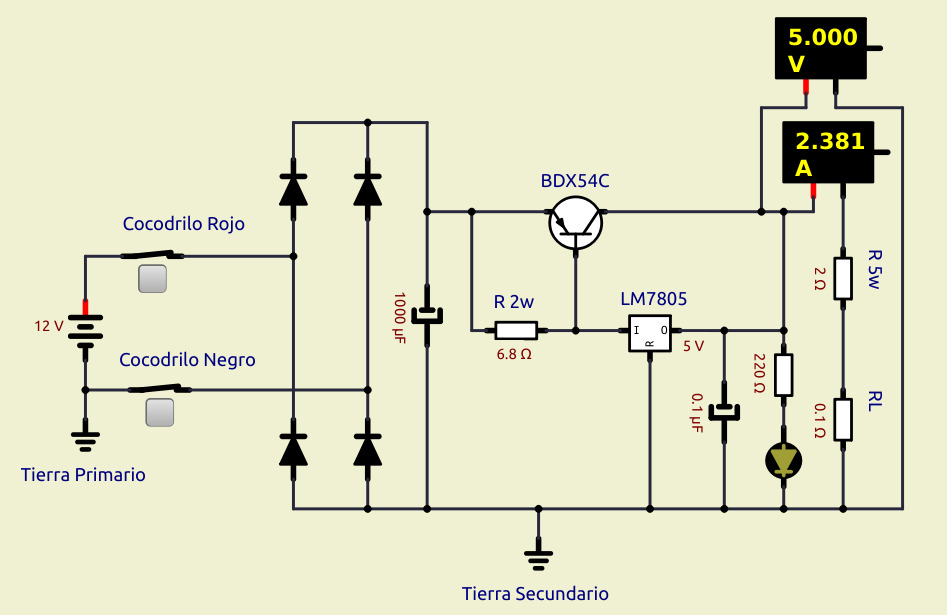 5.000
V
2.381
A
BDX54C
Cocodrilo Rojo
R 5w
2 Ω
R 2w
LM7805
1000 µF
12 V
I O
R
5 V
6.8 Ω
Cocodrilo Negro
220 Ω
0.1 µF
RL
0.1 Ω
Tierra Primario
Tierra Secundario